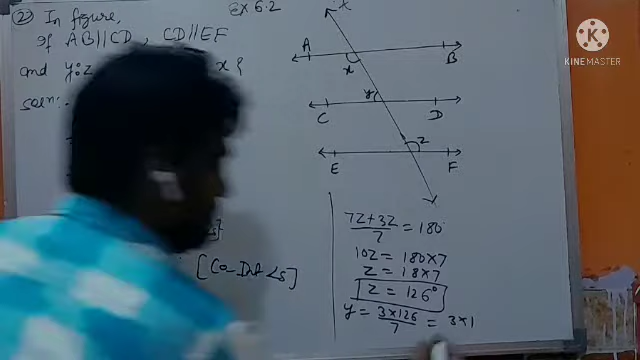 Ex 6.2
② In figure,
If AB||CD, CD||EF
and y:z x
soln:-
[Co-Int ∠s]
x
A B
x
y
C D
z
E F
7z+3z/7 = 180°
10z = 180×7
z = 18×7
z = 126°
y = 3×126/7 = 3×1
KINEMASTER